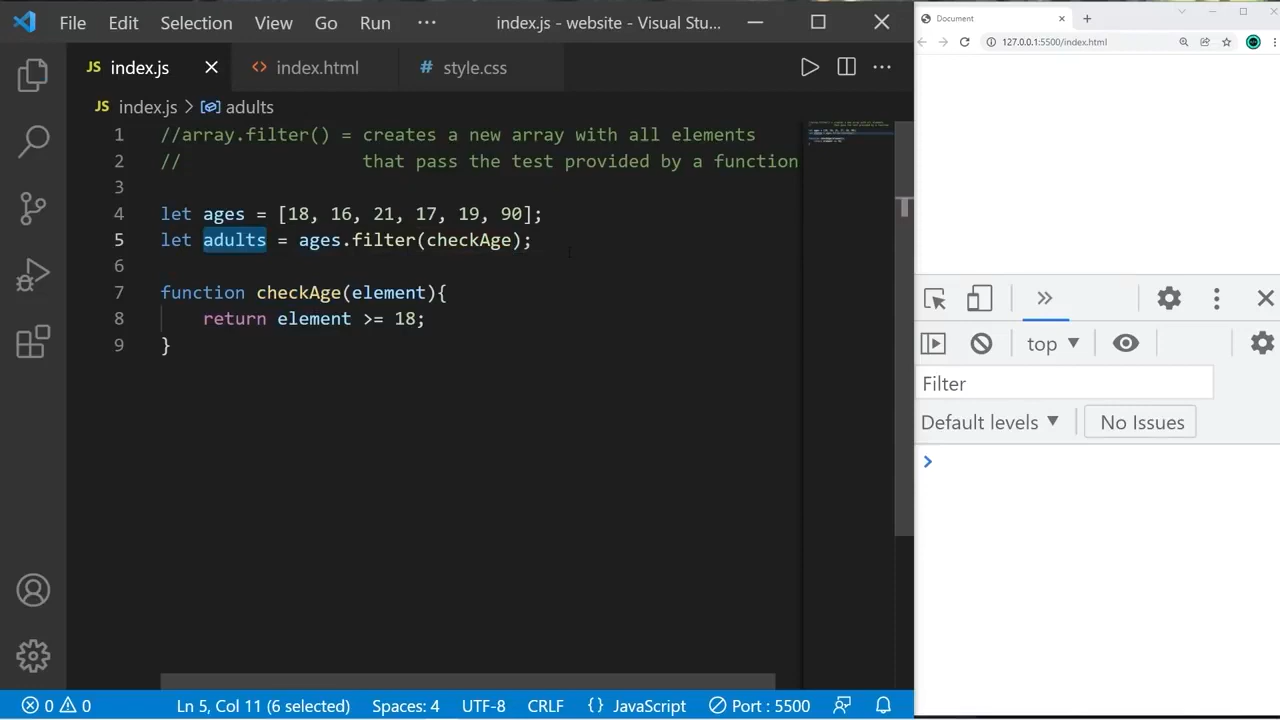 File Edit Selection View Go Run ··· index.js - website - Visual Stu...
JS index.js <> index.html # style.css
JS index.js > adults
1 //array.filter() = creates a new array with all elements
2 // that pass the test provided by a function
3
4 let ages = [18, 16, 21, 17, 19, 90];
5 let adults = ages.filter(checkAge);
6
7 function checkAge(element){
8 return element >= 18;
9 }
0 0 Ln 5, Col 11 (6 selected) Spaces: 4 UTF-8 CRLF {} JavaScript Port : 5500
Document
127.0.0.1:5500/index.html
top
Filter
Default levels No Issues
>